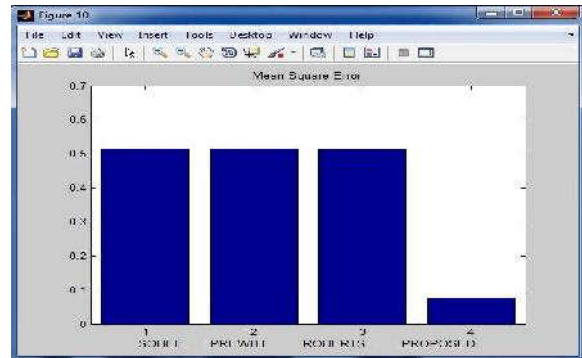 Figure 10
File Edit View Insert Tools Desktop Window Help
Mean Square Error
0.7
0.6
0.5
0.4
0.3
0.2
0.1
0
1 2 3 4
SOBEL PREWITT ROBERTS PROPOSED